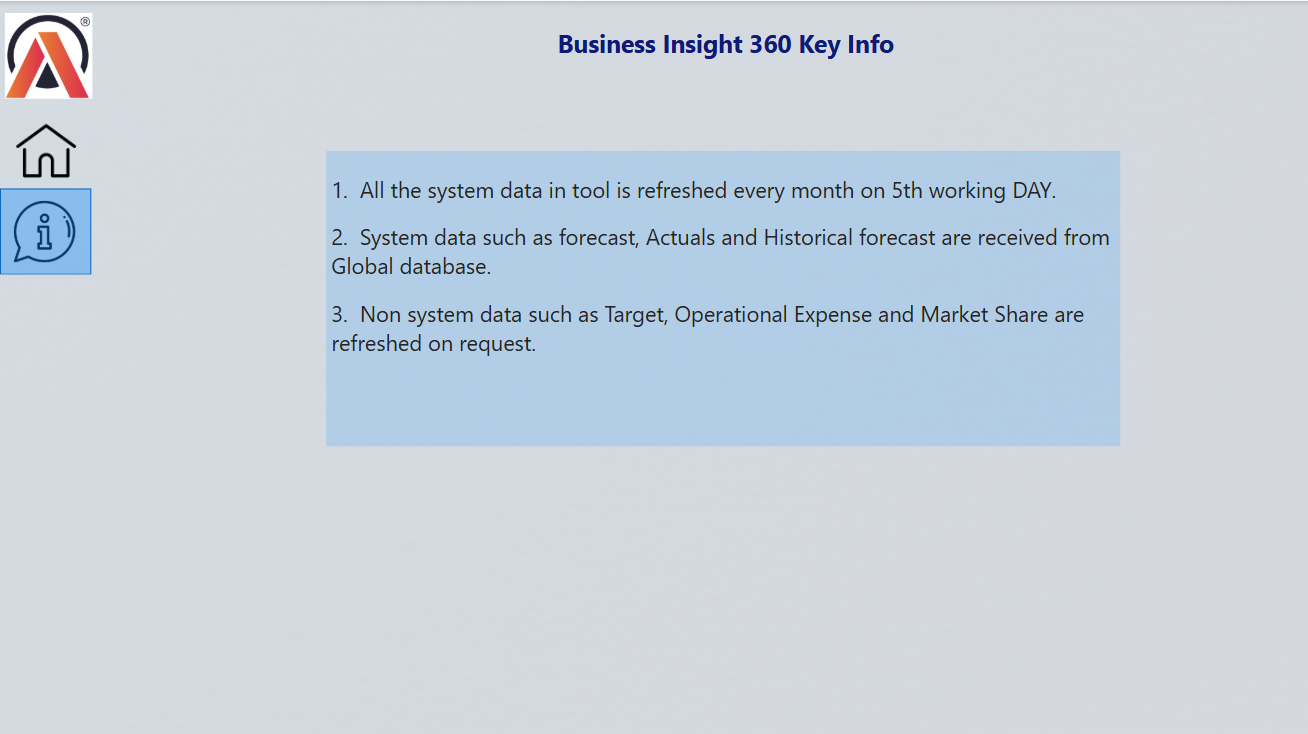 ®
Business Insight 360 Key Info
1. All the system data in tool is refreshed every month on 5th working DAY.
2. System data such as forecast, Actuals and Historical forecast are received from
Global database.
3. Non system data such as Target, Operational Expense and Market Share are
refreshed on request.